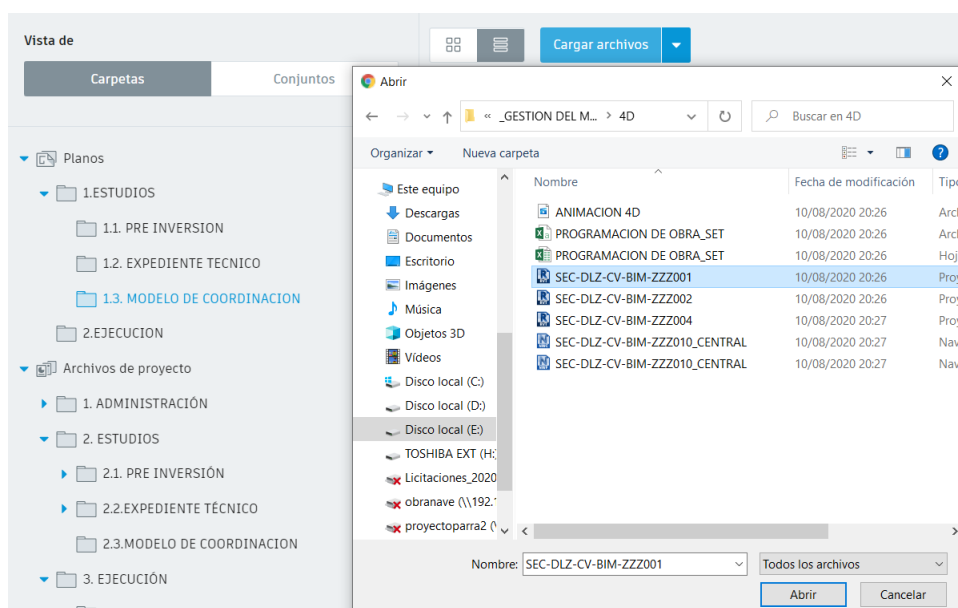 Vista de
Carpetas
Conjuntos
Cargar archivos
Planos
1.ESTUDIOS
1.1. PRE INVERSION
1.2. EXPEDIENTE TECNICO
1.3. MODELO DE COORDINACION
2.EJECUCION
Archivos de proyecto
1. ADMINISTRACIÓN
2. ESTUDIOS
2.1. PRE INVERSIÓN
2.2.EXPEDIENTE TÉCNICO
2.3.MODELO DE COORDINACION
3. EJECUCIÓN
Abrir
« _GESTION DEL M... > 4D
Buscar en 4D
Organizar
Nueva carpeta
Este equipo
Descargas
Documentos
Escritorio
Imágenes
Música
Objetos 3D
Vídeos
Disco local (C:)
Disco local (D:)
Disco local (E:)
TOSHIBA EXT (H:
Licitaciones_2020
obranave (\\192.1
proyectoparra2 (\
Nombre Fecha de modificación Tipo
ANIMACION 4D 10/08/2020 20:26 Arcl
PROGRAMACION DE OBRA_SET 10/08/2020 20:26 Arcl
PROGRAMACION DE OBRA_SET 10/08/2020 20:26 Hoj
SEC-DLZ-CV-BIM-ZZZ001 10/08/2020 20:26 Proy
SEC-DLZ-CV-BIM-ZZZ002 10/08/2020 20:26 Proy
SEC-DLZ-CV-BIM-ZZZ004 10/08/2020 20:27 Proy
SEC-DLZ-CV-BIM-ZZZ010_CENTRAL 10/08/2020 20:27 Nav
SEC-DLZ-CV-BIM-ZZZ010_CENTRAL 10/08/2020 20:27 Nav
Nombre: SEC-DLZ-CV-BIM-ZZZ001
Todos los archivos
Abrir
Cancelar